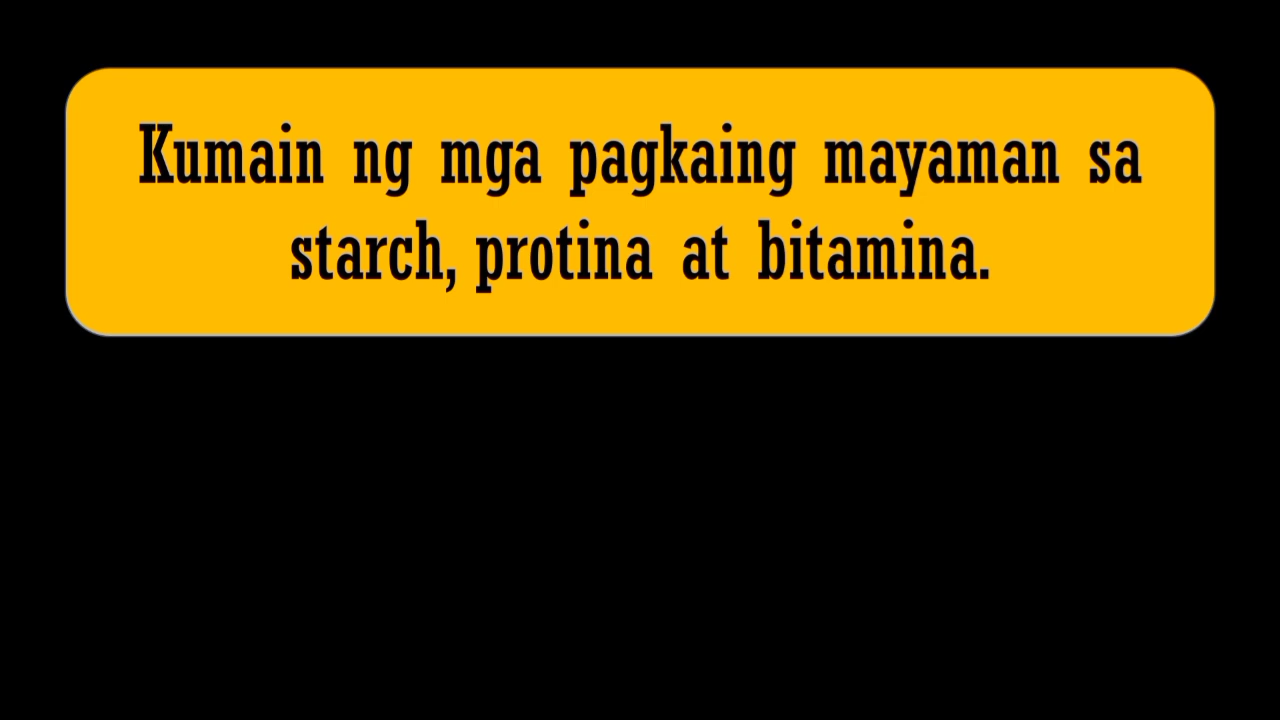 Kumain ng mga pagkaing mayaman sa
starch, protina at bitamina.